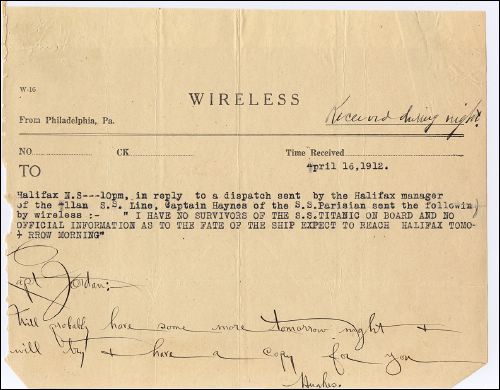 W-16
WIRELESS
From Philadelphia, Pa.
Received during night.
NO. CK. Time Received
April 16,1912.
TO
Halifax N.S---10pm, in reply to a dispatch sent by the Halifax manager
of the Allan S.S. Line, Captain Haynes of the S.S.Parisian sent the followin
by wireless :- " I HAVE NO SURVIVORS OF THE S.S.TITANIC ON BOARD AND NO
OFFICIAL INFORMATION AS TO THE FATE OF THE SHIP EXPECT TO REACH HALIFAX TOMO-
RROW MORNING"
Capt Jordan:
Will probably have some more tomorrow night &
will try & have a copy for you
Hughes.